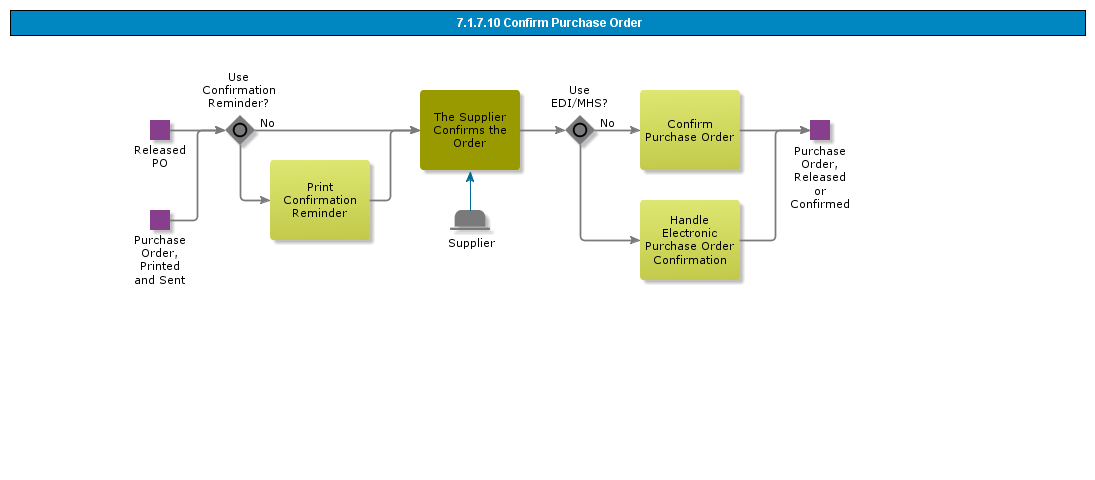 7.1.7.10 Confirm Purchase Order
Use
Confirmation
Reminder?
No
Released
PO
Purchase
Order,
Printed
and Sent
Print
Confirmation
Reminder
The Supplier
Confirms the
Order
Supplier
Use
EDI/MHS?
No
Confirm
Purchase Order
Handle
Electronic
Purchase Order
Confirmation
Purchase
Order,
Released
or
Confirmed